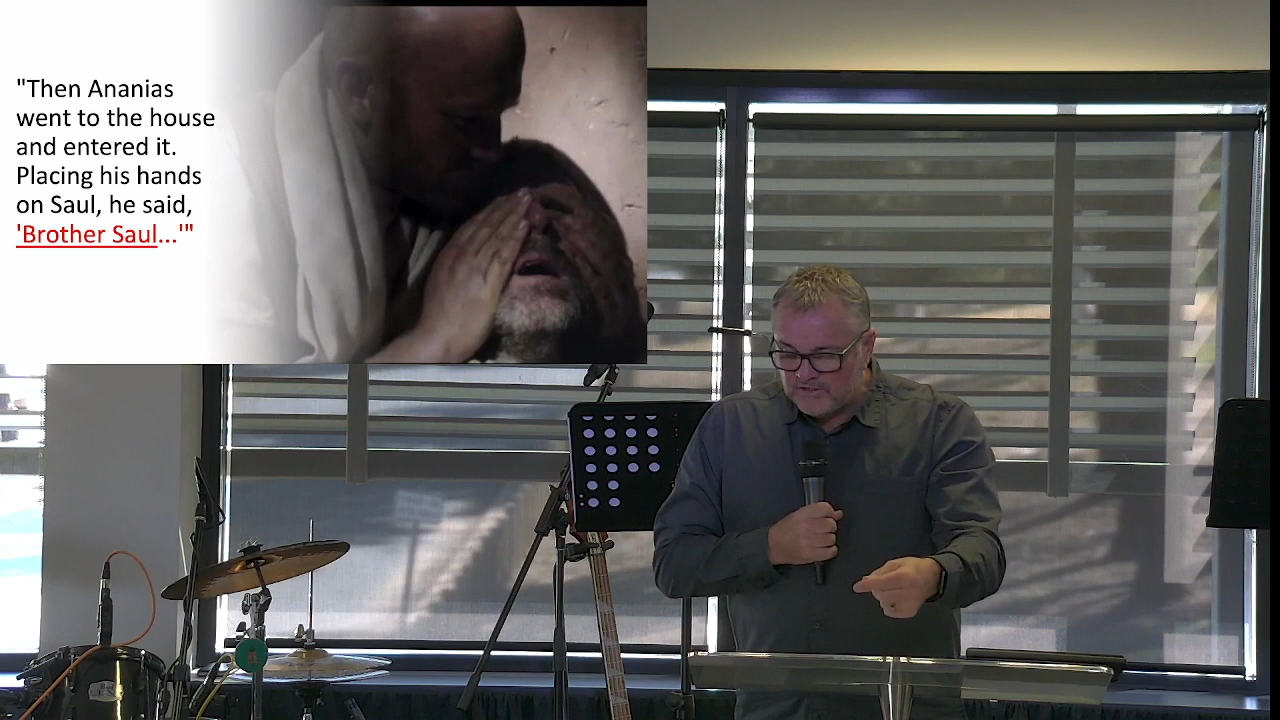 "Then Ananias
went to the house
and entered it.
Placing his hands
on Saul, he said,
'Brother Saul...'"